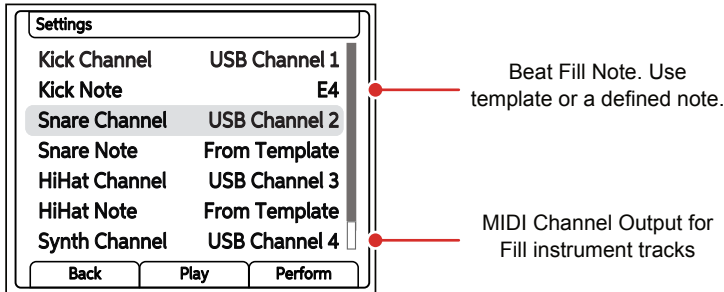 Settings
Kick Channel USB Channel 1
Kick Note E4
Snare Channel USB Channel 2
Snare Note From Template
HiHat Channel USB Channel 3
HiHat Note From Template
Synth Channel USB Channel 4
Back Play Perform
Beat Fill Note. Use
template or a defined note.
MIDI Channel Output for
Fill instrument tracks